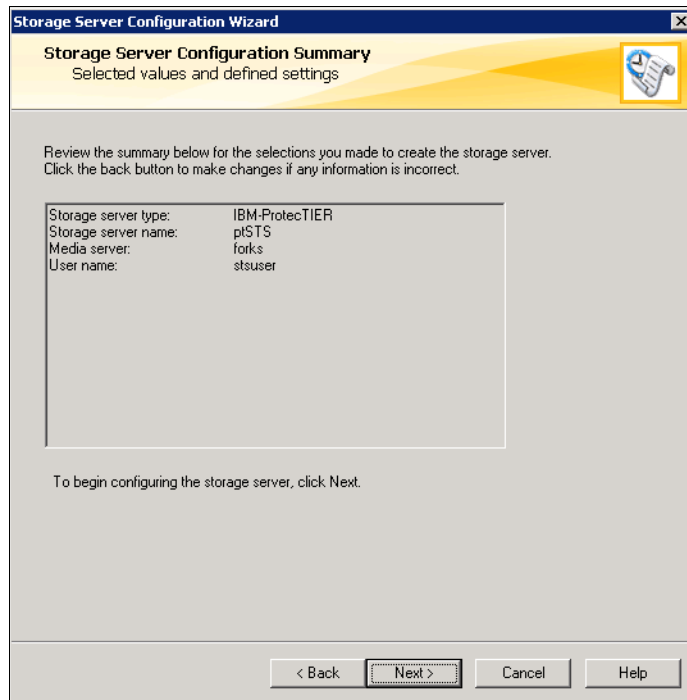 Storage Server Configuration Wizard
Storage Server Configuration Summary
Selected values and defined settings
Review the summary below for the selections you made to create the storage server.
Click the back button to make changes if any information is incorrect.
Storage server type: IBM-ProtecTIER
Storage server name: ptSTS
Media server: forks
User name: stsuser
To begin configuring the storage server, click Next.
< Back Next > Cancel Help